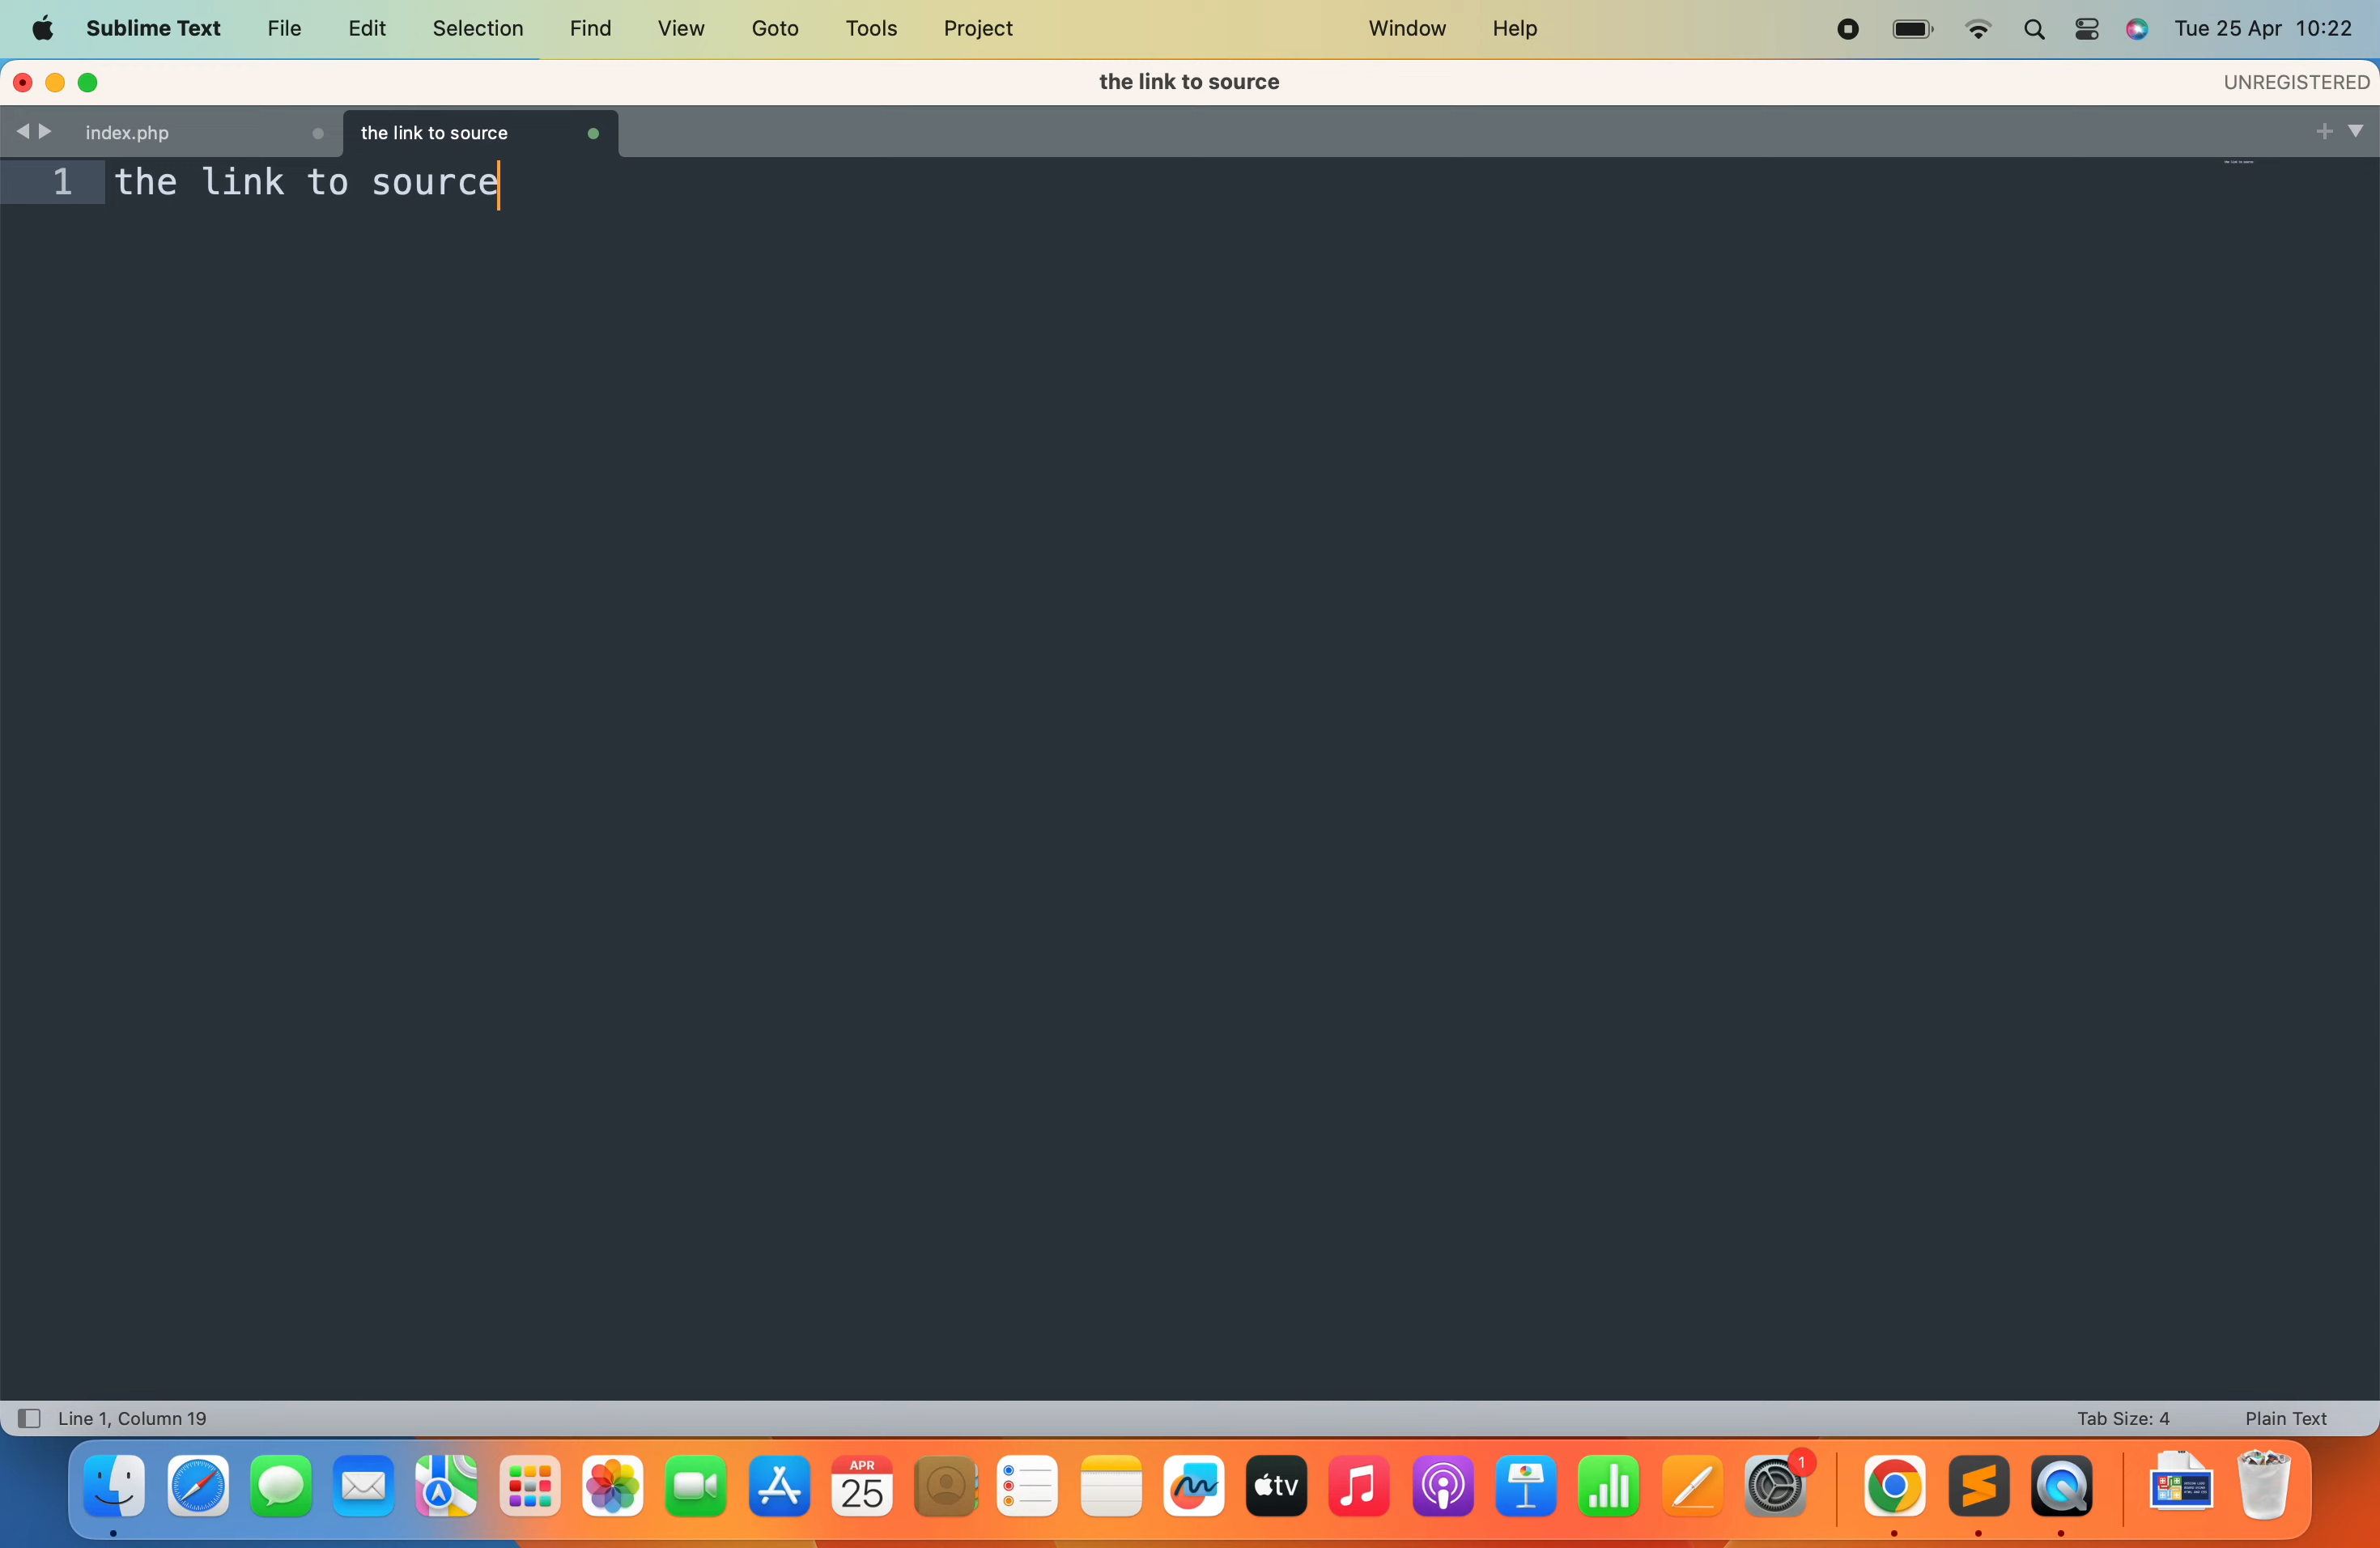 Sublime Text File Edit Selection Find View Goto Tools Project Window Help Tue 25 Apr 10:22
the link to source UNREGISTERED
index.php the link to source
1 the link to source
Line 1, Column 19 Tab Size: 4 Plain Text
APR
25
tv
1